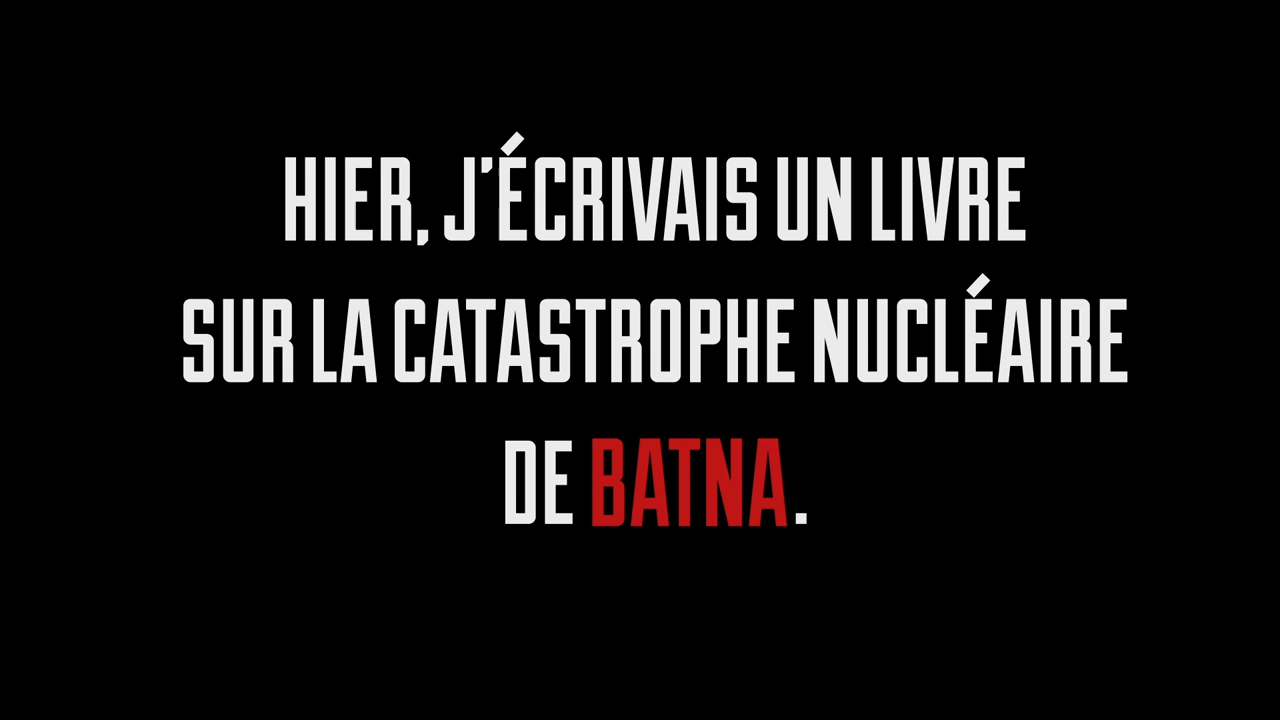 HIER, J'ÉCRIVAIS UN LIVRE
SUR LA CATASTROPHE NUCLÉAIRE
DE BATNA.